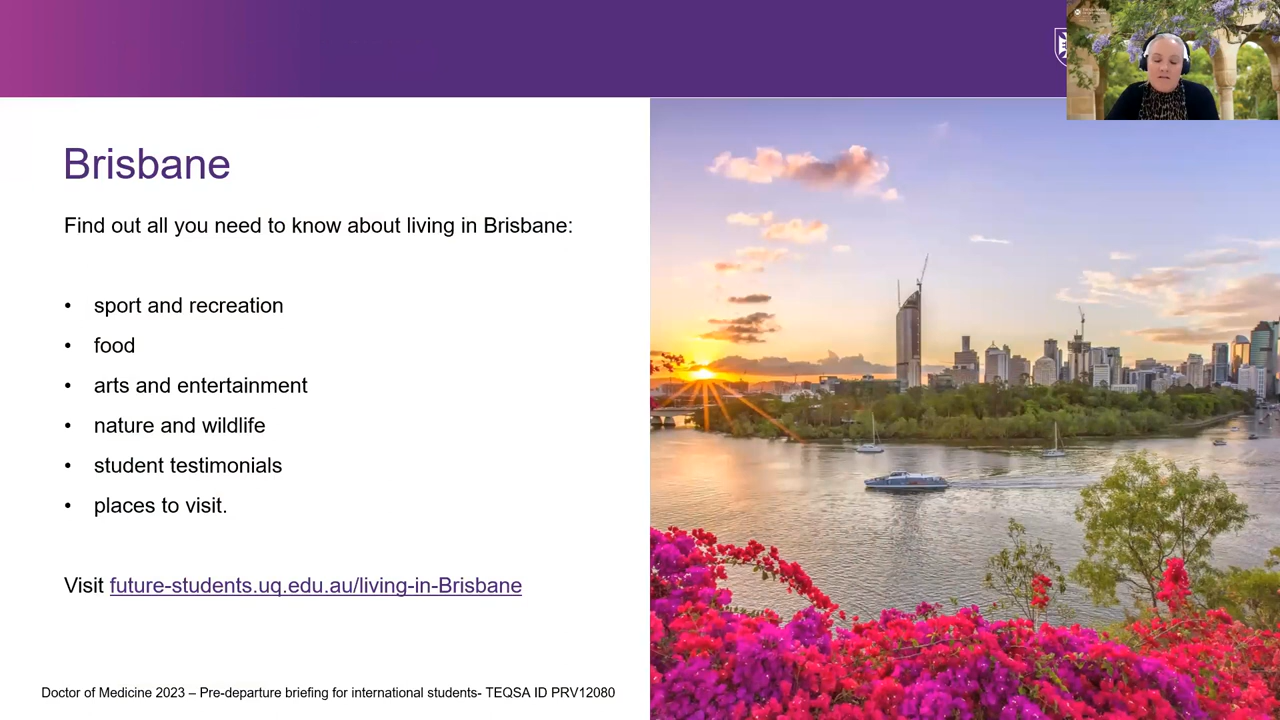 Brisbane
Find out all you need to know about living in Brisbane:
• sport and recreation
• food
• arts and entertainment
• nature and wildlife
• student testimonials
• places to visit.
Visit future-students.uq.edu.au/living-in-Brisbane
Doctor of Medicine 2023 – Pre-departure briefing for international students- TEQSA ID PRV12080